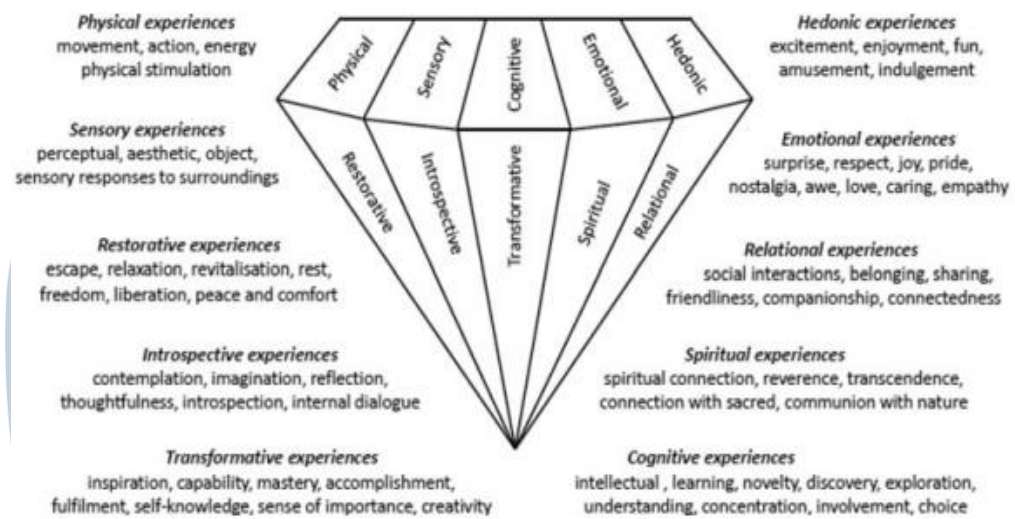 Physical experiences
movement, action, energy
physical stimulation
Sensory experiences
perceptual, aesthetic, object,
sensory responses to surroundings
Restorative experiences
escape, relaxation, revitalisation, rest,
freedom, liberation, peace and comfort
Introspective experiences
contemplation, imagination, reflection,
thoughtfulness, introspection, internal dialogue
Transformative experiences
inspiration, capability, mastery, accomplishment,
fulfilment, self-knowledge, sense of importance, creativity
Physical
Sensory
Cognitive
Emotional
Hedonic
Restorative
Introspective
Transformative
Spiritual
Relational
Hedonic experiences
excitement, enjoyment, fun,
amusement, indulgement
Emotional experiences
surprise, respect, joy, pride,
nostalgia, awe, love, caring, empathy
Relational experiences
social interactions, belonging, sharing,
friendliness, companionship, connectedness
Spiritual experiences
spiritual connection, reverence, transcendence,
connection with sacred, communion with nature
Cognitive experiences
intellectual , learning, novelty, discovery, exploration,
understanding, concentration, involvement, choice